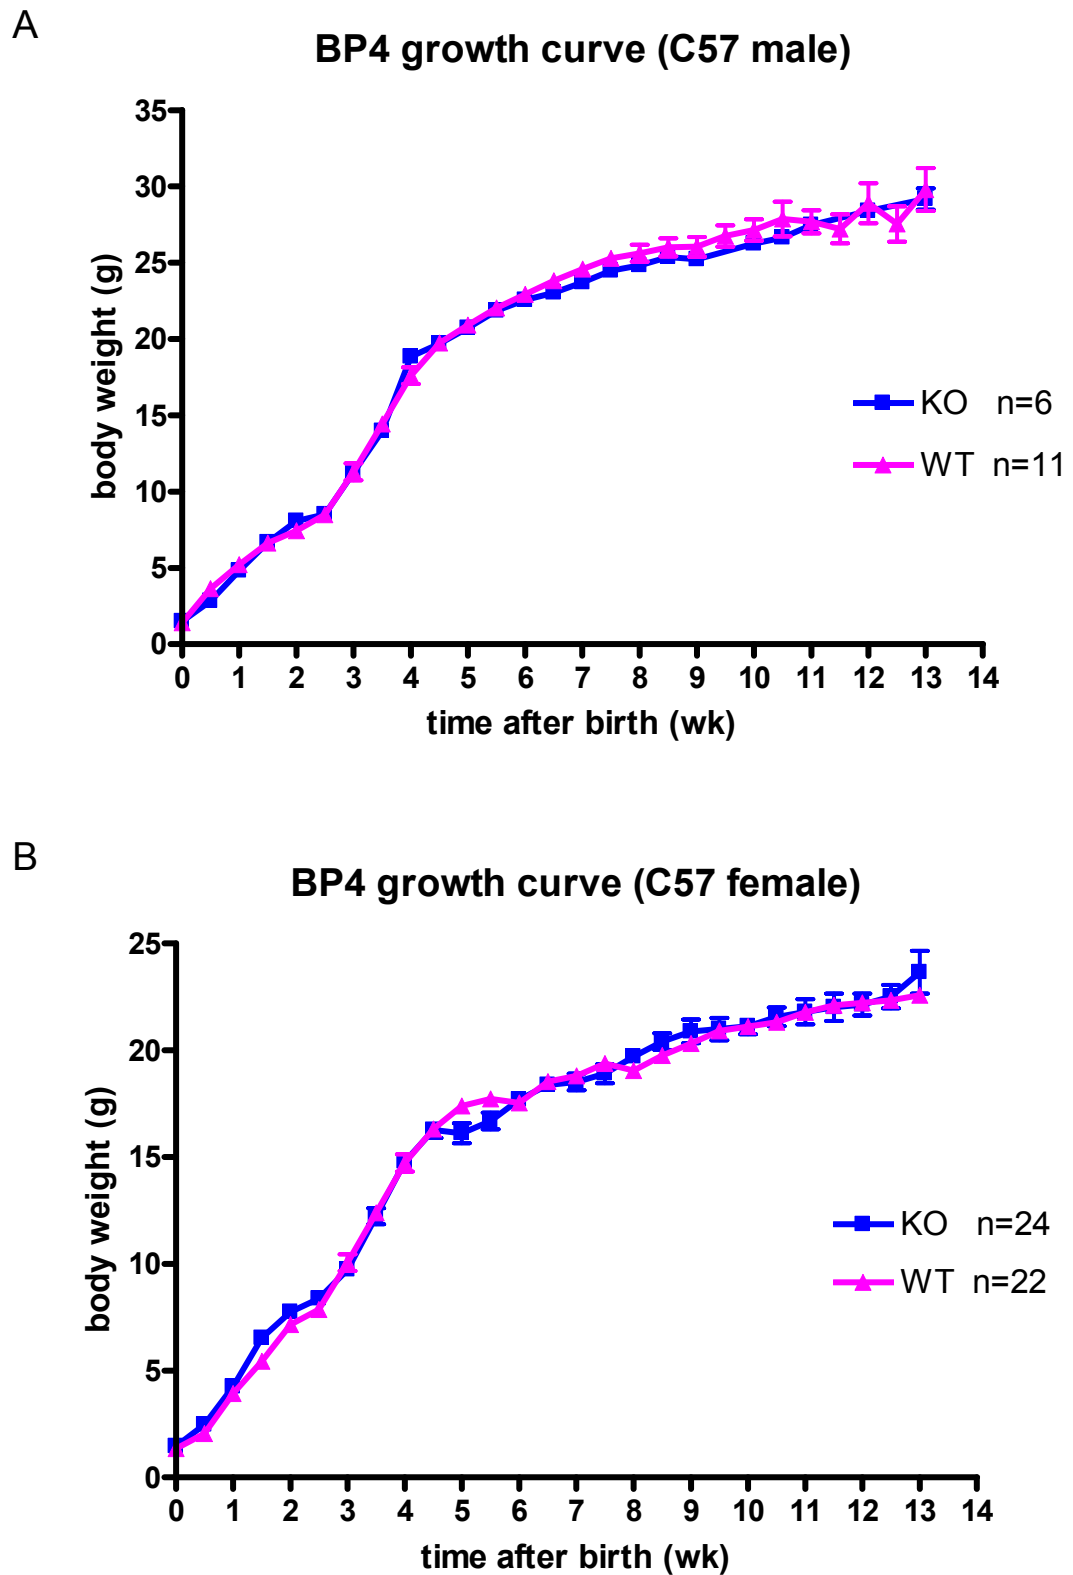 A
BP4 growth curve (C57 male)
35
30
25
20
15
10
5
0
body weight (g)
KO n=6
WT n=11
0 1 2 3 4 5 6 7 8 9 10 11 12 13 14
time after birth (wk)
B
BP4 growth curve (C57 female)
25
20
15
10
5
0
body weight (g)
KO n=24
WT n=22
0 1 2 3 4 5 6 7 8 9 10 11 12 13 14
time after birth (wk)